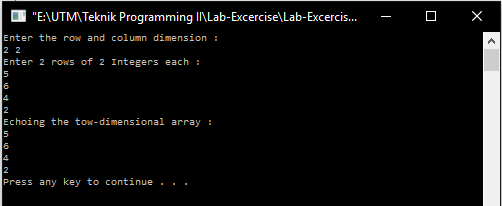 "E:\UTM\Teknik Programming II\Lab-Excercise\Lab-Excercis...
Enter the row and column dimension :
2 2
Enter 2 rows of 2 Integers each :
5
6
4
2
Echoing the tow-dimensional array :
5
6
4
2
Press any key to continue . . .